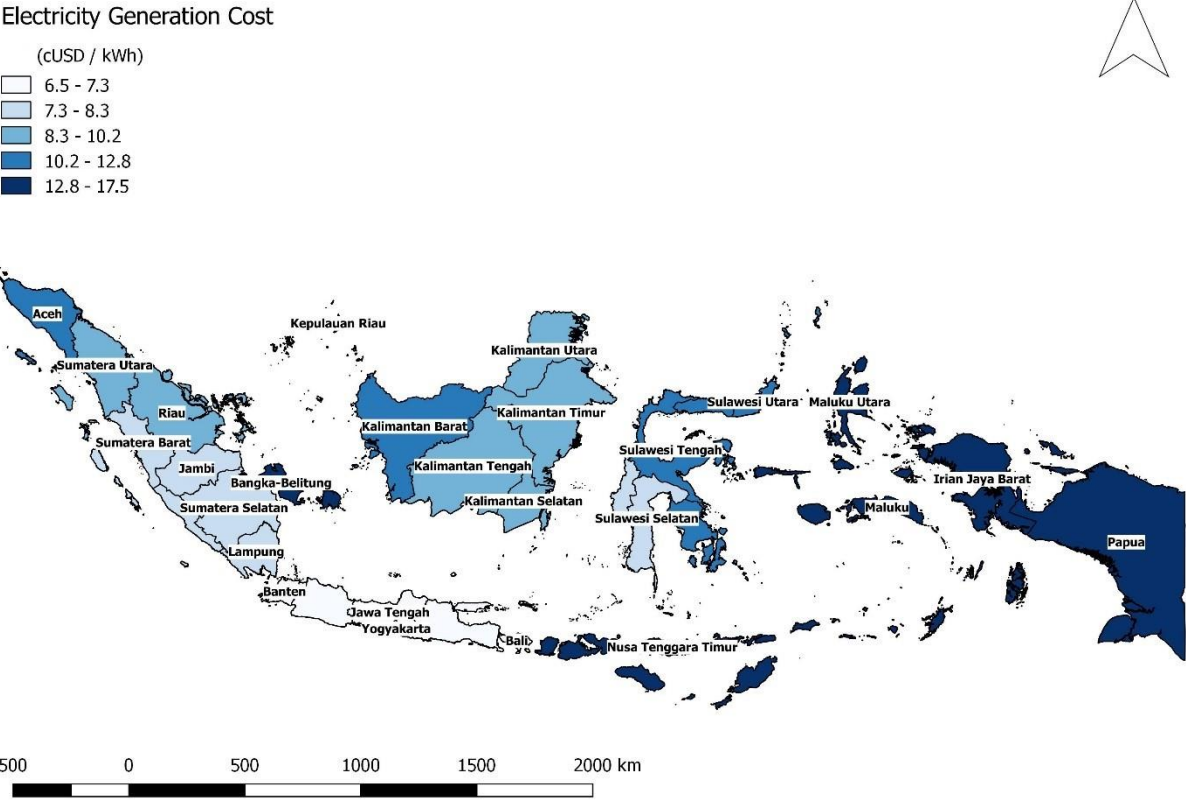 Electricity Generation Cost
(cUSD / kWh)
6.5 - 7.3
7.3 - 8.3
8.3 - 10.2
10.2 - 12.8
12.8 - 17.5
Aceh
Kepulauan Riau
Kalimantan Utara
Sumatera Utara
Sulawesi Utara
Maluku Utara
Riau
Kalimantan Timur
Kalimantan Barat
Sumatera Barat
Sulawesi Tengah
Jambi
Kalimantan Tengah
Bangka-Belitung
Irian Jaya Barat
Kalimantan Selatan
Sumatera Selatan
Maluku
Sulawesi Selatan
Papua
Lampung
Banten
Jawa Tengah
Yogyakarta
Bali
Nusa Tenggara Timur
500 0 500 1000 1500 2000 km